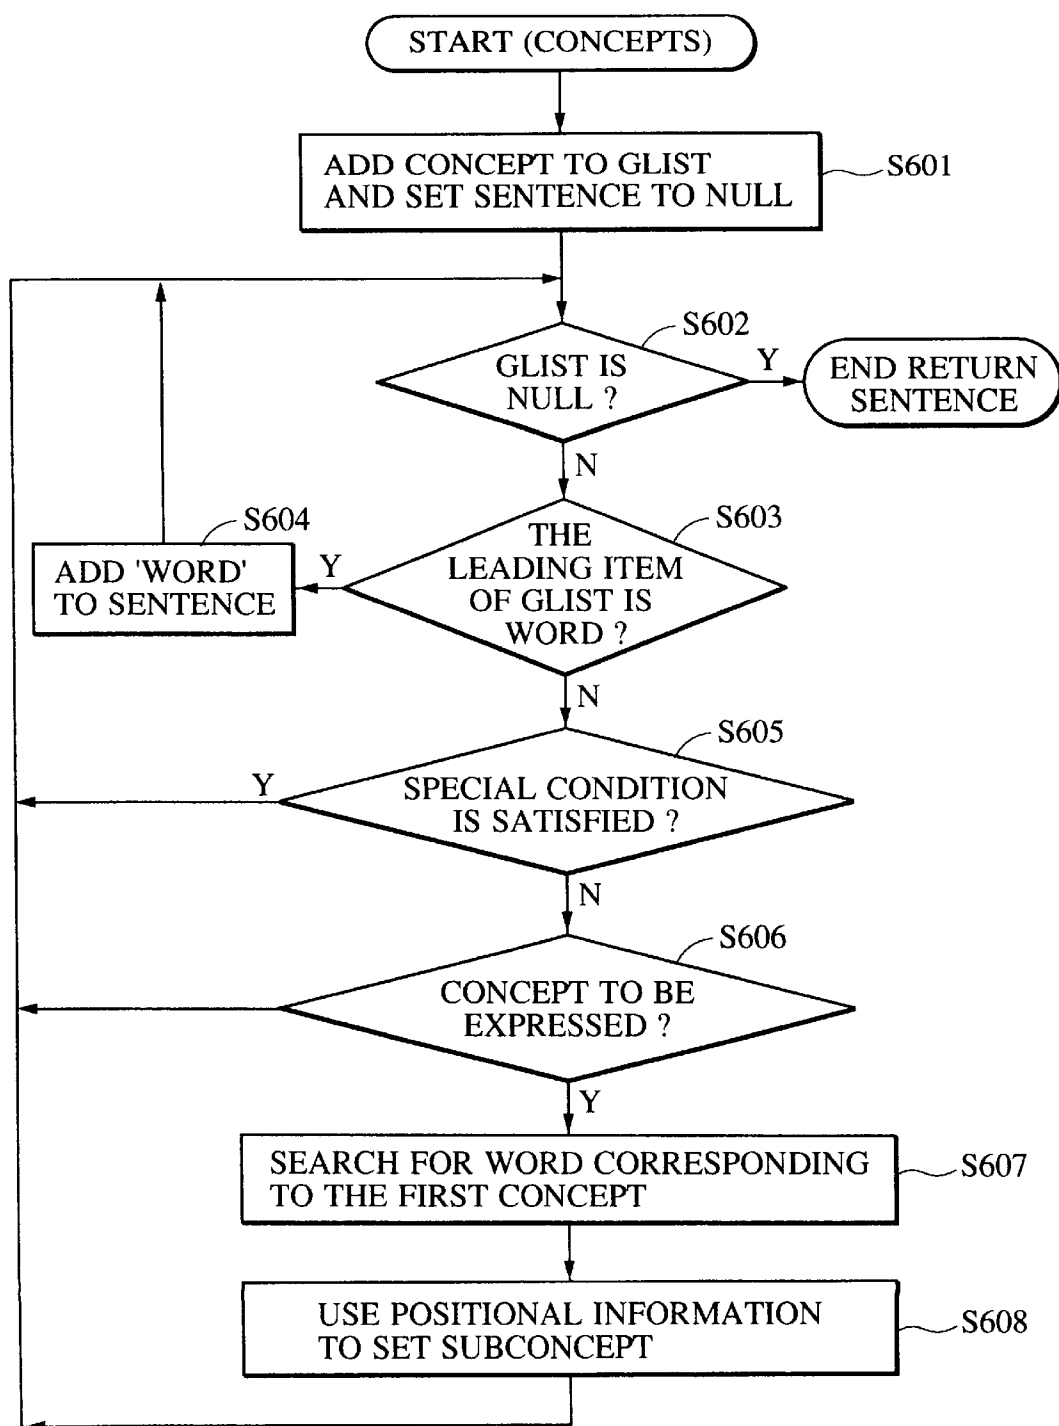 START (CONCEPTS)
ADD CONCEPT TO GLIST
AND SET SENTENCE TO NULL
S601
S602
GLIST IS
NULL ?
Y
END RETURN
SENTENCE
N
S603
THE
LEADING ITEM
OF GLIST IS
WORD ?
Y
S604
ADD 'WORD'
TO SENTENCE
N
S605
SPECIAL CONDITION
IS SATISFIED ?
Y
N
S606
CONCEPT TO BE
EXPRESSED ?
Y
SEARCH FOR WORD CORRESPONDING
TO THE FIRST CONCEPT
S607
USE POSITIONAL INFORMATION
TO SET SUBCONCEPT
S608